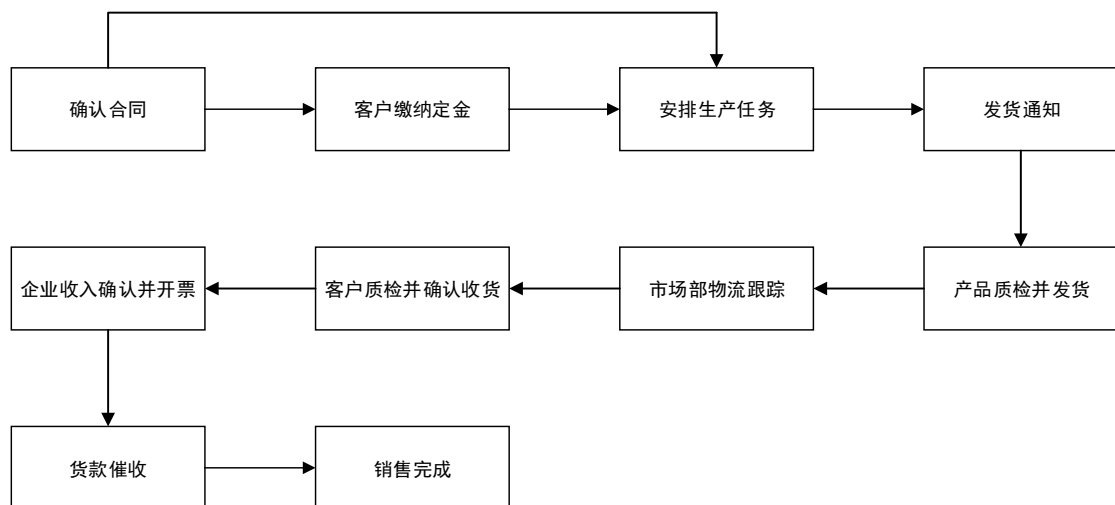 确认合同
客户缴纳定金
安排生产任务
发货通知
企业收入确认并开票
客户质检并确认收货
市场部物流跟踪
产品质检并发货
货款催收
销售完成